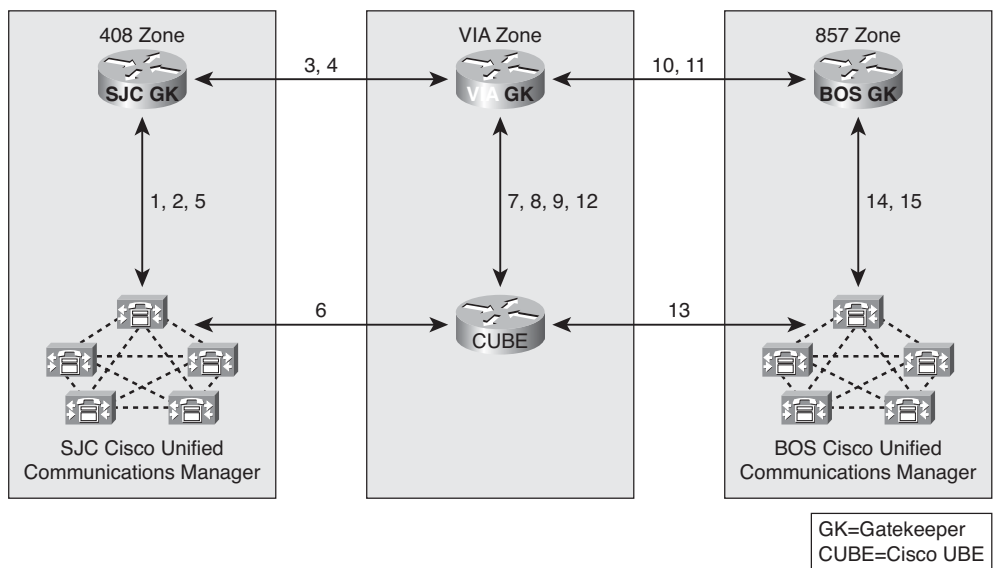 408 Zone
VIA Zone
857 Zone
SJC GK
3, 4
VIA GK
10, 11
BOS GK
1, 2, 5
7, 8, 9, 12
14, 15
6
CUBE
13
SJC Cisco Unified
Communications Manager
BOS Cisco Unified
Communications Manager
GK=Gatekeeper
CUBE=Cisco UBE